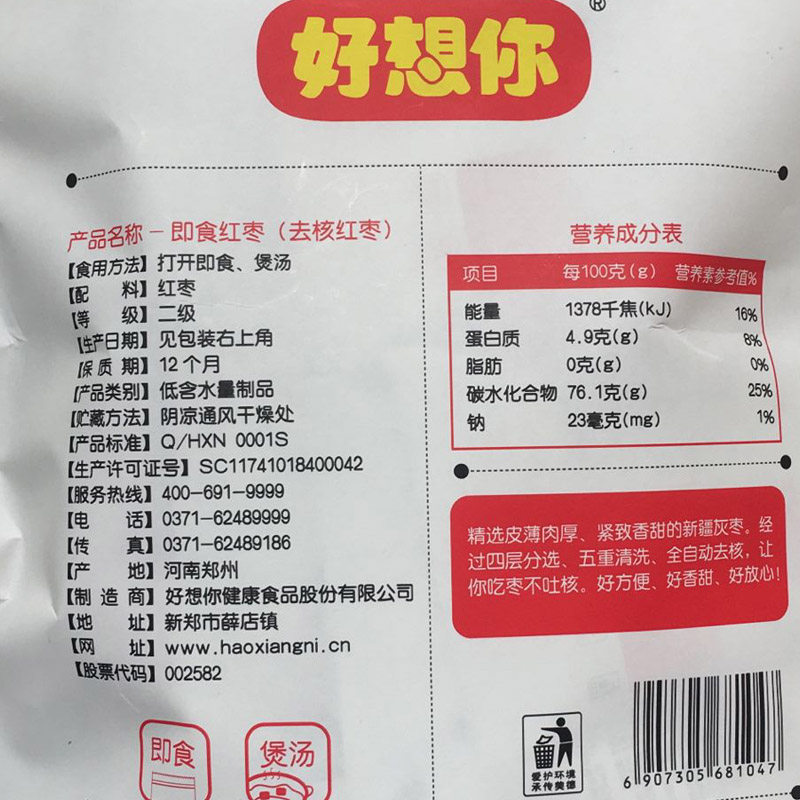 好想你®
产品名称 - 即食红枣（去核红枣）
【食用方法】打开即食、煲汤
【配 料】红枣
【等 级】二级
【生产日期】见包装右上角
【保 质 期】12个月
【产品类别】低含水量制品
【贮藏方法】阴凉通风干燥处
【产品标准】Q/HXN 0001S
【生产许可证号】SC11741018400042
【服务热线】400-691-9999
【电 话】0371-62489999
【传 真】0371-62489186
【产 地】河南郑州
【制 造 商】好想你健康食品股份有限公司
【地 址】新郑市薛店镇
【网 址】www.haoxiangni.cn
【股票代码】002582
即食
煲汤
营养成分表
项目 每100克(g) 营养素参考值%
能量 1378千焦(kJ) 16%
蛋白质 4.9克(g) 8%
脂肪 0克(g) 0%
碳水化合物 76.1克(g) 25%
钠 23毫克(mg) 1%
精选皮薄肉厚、紧致香甜的新疆灰枣。经
过四层分选、五重清洗、全自动去核，让
你吃枣不吐核。好方便、好香甜、好放心！
爱护环境
承传美德
6 907305 681047